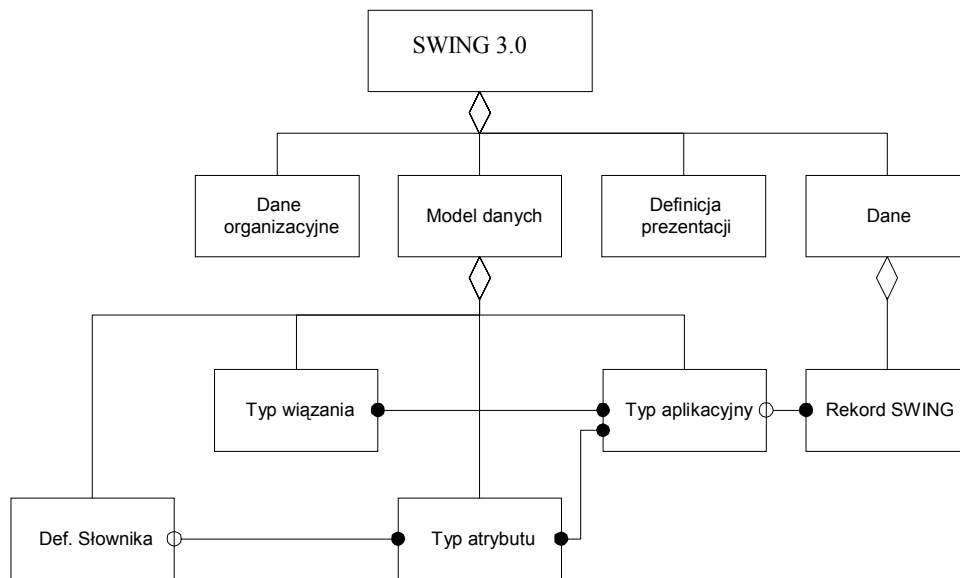 SWING 3.0
Dane
organizacyjne
Model danych
Definicja
prezentacji
Dane
Typ wiązania
Typ aplikacyjny
Rekord SWING
Def. Słownika
Typ atrybutu